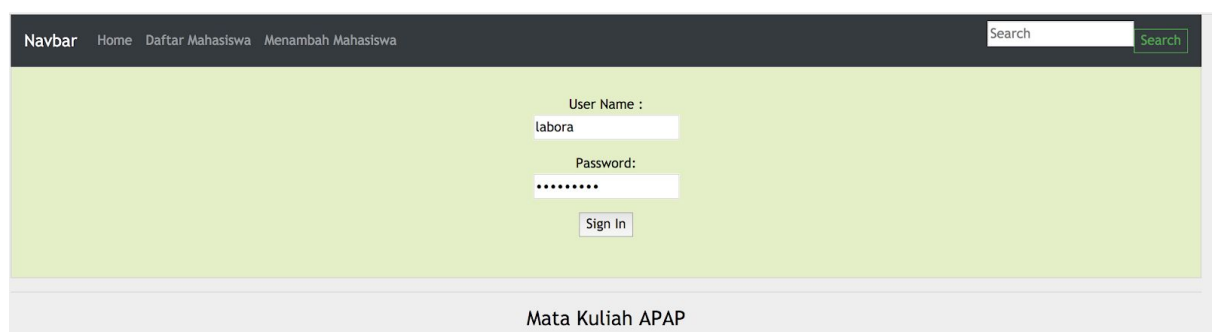 Navbar Home Daftar Mahasiswa Menambah Mahasiswa Search Search
User Name :
labora
Password:
•••••••••
Sign In
Mata Kuliah APAP